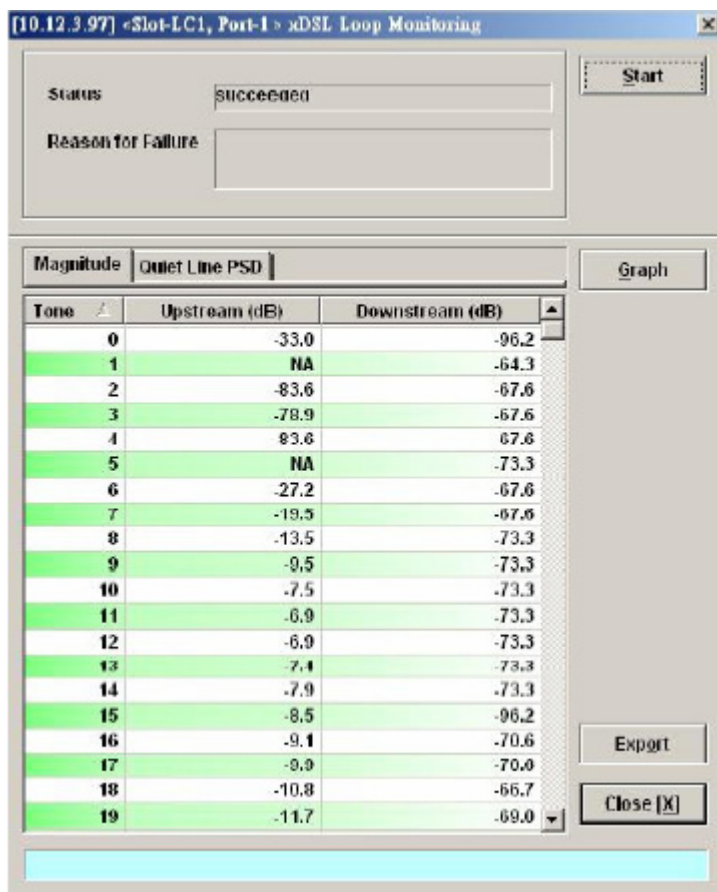 [10.12.3.97] <Slot-LC1, Port-1> xDSL Loop Monitoring
Start
Status succeeded
Reason for Failure
Magnitude Quiet Line PSD
Graph
Tone Upstream (dB) Downstream (dB)
0 -33.0 -96.2
1 NA -64.3
2 -83.6 -67.6
3 -78.9 -67.6
4 -83.6 -67.6
5 NA -73.3
6 -27.2 -67.6
7 -19.5 -67.6
8 -13.5 -73.3
9 -9.5 -73.3
10 -7.5 -73.3
11 -6.9 -73.3
12 -6.9 -73.3
13 -7.4 -73.3
14 -7.9 -73.3
15 -8.5 -96.2
16 -9.1 -70.6
17 -9.9
18 -10.8 -66.7
19 -11.7 -69.0
Export
Close [X]